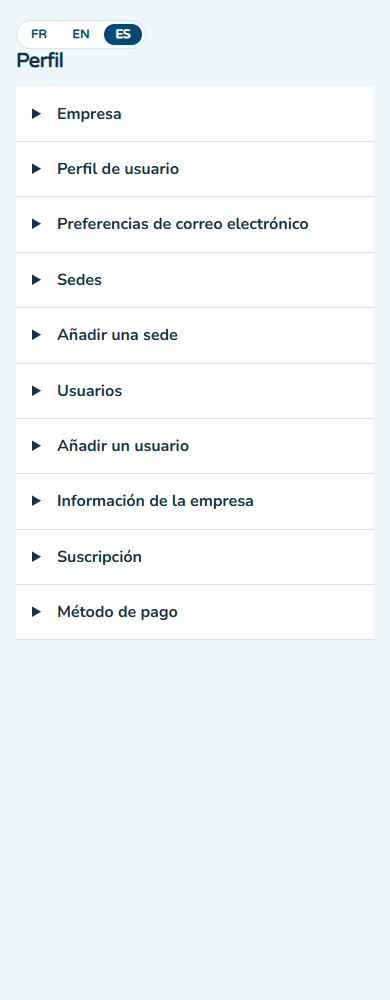 FR EN ES
Perfil
Empresa
Perfil de usuario
Preferencias de correo electrónico
Sedes
Añadir una sede
Usuarios
Añadir un usuario
Información de la empresa
Suscripción
Método de pago